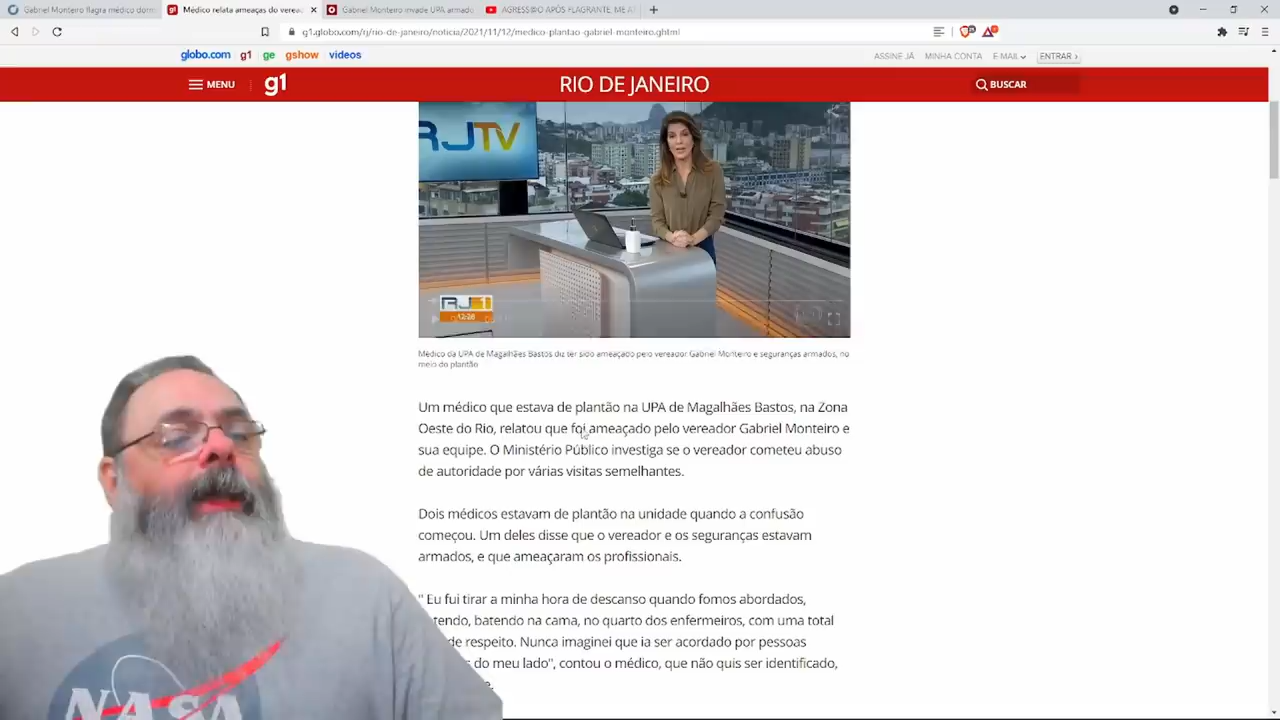 Gabriel Monteiro flagra médico dorm
Médico relata ameaças do verea
Gabriel Monteiro invade UPA armado
AGRESS@O APÓS FLAGRANTE, ME A
g1.globo.com/rj/rio-de-janeiro/noticia/2021/11/12/medico-plantao-gabriel-monteiro.ghtml
globo.com g1 ge gshow videos
ASSINE JÁ MINHA CONTA E-MAIL ENTRAR ›
MENU g1 RIO DE JANEIRO BUSCAR
RJTV
RJ1
12:28
Médico da UPA de Magalhães Bastos diz ter sido ameaçado pelo vereador Gabriel Monteiro e seguranças armados, no
meio do plantão
Um médico que estava de plantão na UPA de Magalhães Bastos, na Zona
Oeste do Rio, relatou que foi ameaçado pelo vereador Gabriel Monteiro e
sua equipe. O Ministério Público investiga se o vereador cometeu abuso
de autoridade por várias visitas semelhantes.
Dois médicos estavam de plantão na unidade quando a confusão
começou. Um deles disse que o vereador e os seguranças estavam
armados, e que ameaçaram os profissionais.
" Eu fui tirar a minha hora de descanso quando fomos abordados,
tendo, batendo na cama, no quarto dos enfermeiros, com uma total
de respeito. Nunca imaginei que ia ser acordado por pessoas
do meu lado", contou o médico, que não quis ser identificado,
NASA